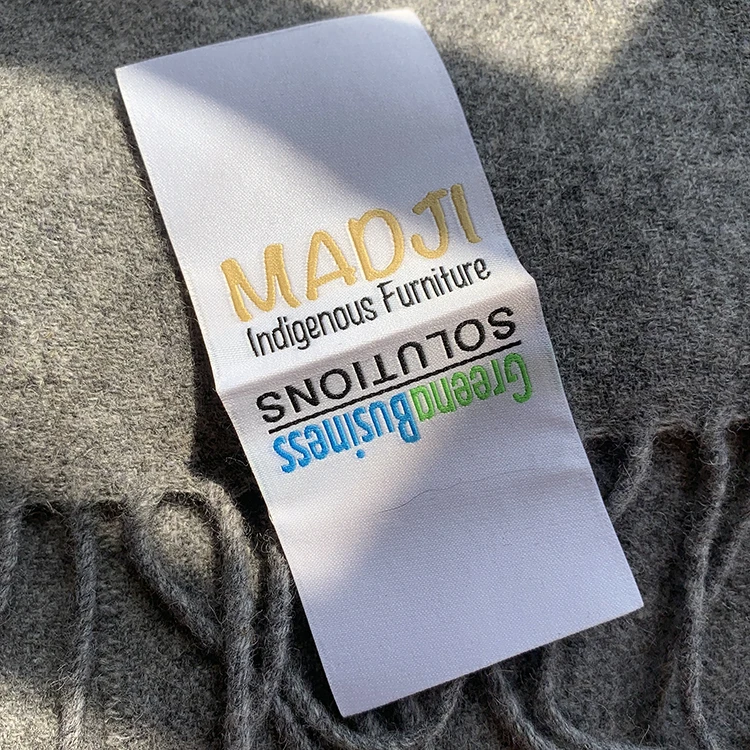 MADJI
Indigenous Furniture
GreenaBusiness
SOLUTIONS